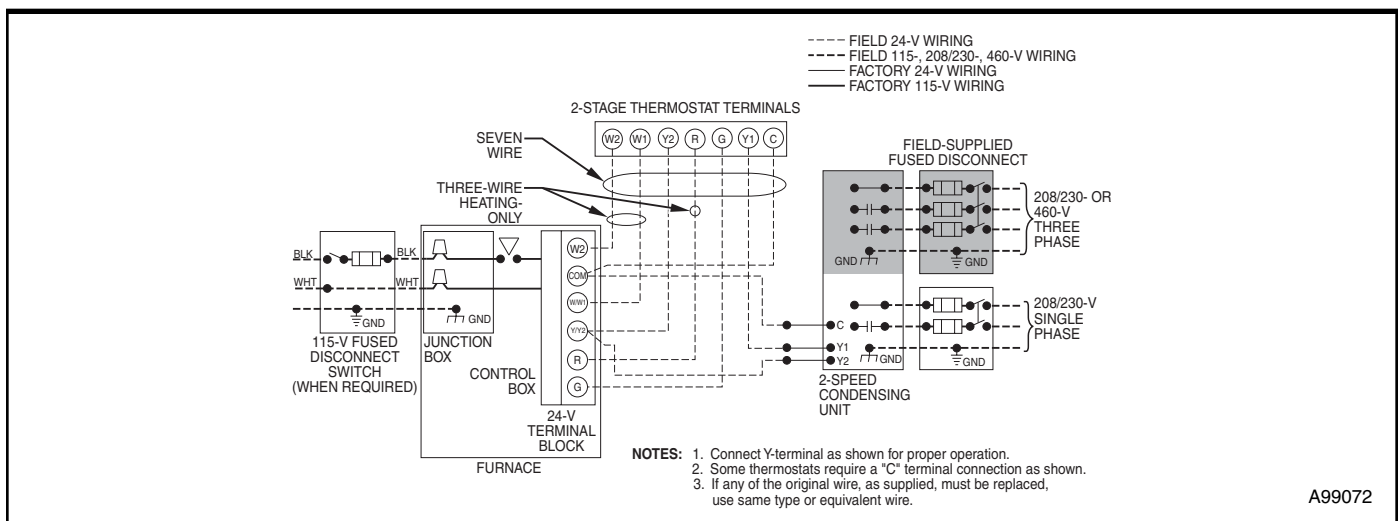 FIELD 24-V WIRING
FIELD 115-, 208/230-, 460-V WIRING
FACTORY 24-V WIRING
FACTORY 115-V WIRING
2-STAGE THERMOSTAT TERMINALS
W2 W1 Y2 R G Y1 C
SEVEN
WIRE
THREE-WIRE
HEATING-
ONLY
FIELD-SUPPLIED
FUSED DISCONNECT
208/230- OR
460-V
THREE
PHASE
GND
GND
BLK
BLK
WHT
WHT
GND
GND
115-V FUSED
DISCONNECT
SWITCH
(WHEN REQUIRED)
JUNCTION
BOX
CONTROL
BOX
W2
COM
W/W1
Y/Y2
R
G
24-V
TERMINAL
BLOCK
FURNACE
C
Y1
Y2
GND
GND
208/230-V
SINGLE
PHASE
2-SPEED
CONDENSING
UNIT
NOTES: 1. Connect Y-terminal as shown for proper operation.
2. Some thermostats require a "C" terminal connection as shown.
3. If any of the original wire, as supplied, must be replaced,
use same type or equivalent wire.
A99072